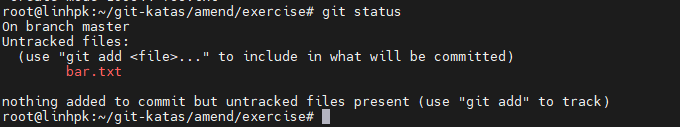 root@linhpk:~/git-katas/amend/exercise# git status
On branch master
Untracked files:
  (use "git add <file>..." to include in what will be committed)
        bar.txt

nothing added to commit but untracked files present (use "git add" to track)
root@linhpk:~/git-katas/amend/exercise#